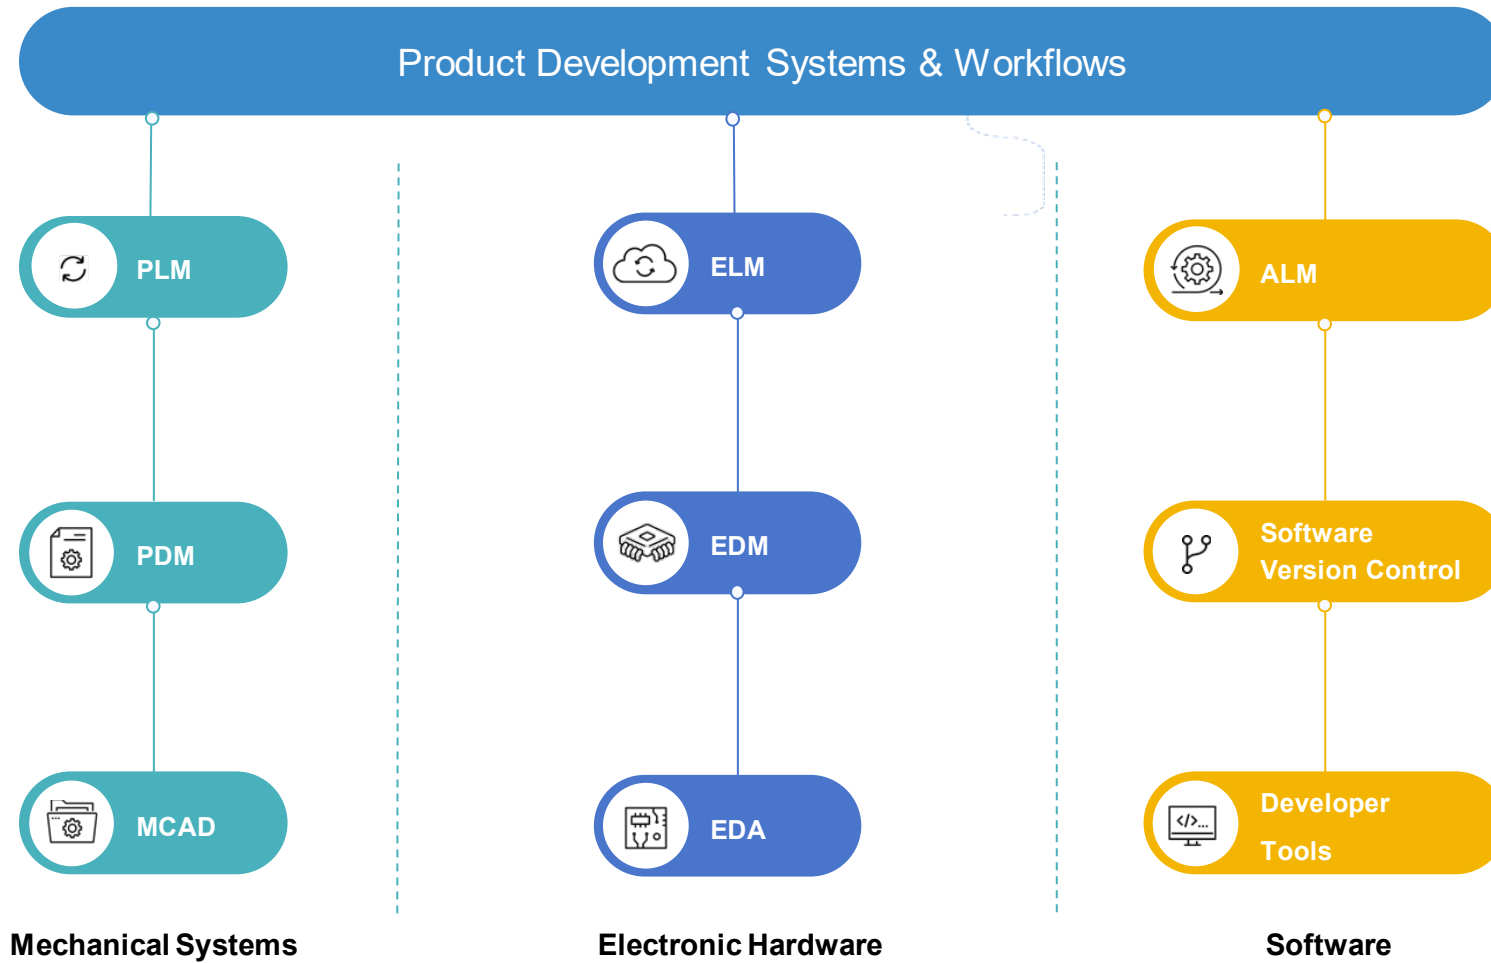 Product Development Systems & Workflows
PLM
ELM
ALM
PDM
EDM
Software
Version Control
MCAD
EDA
</>...
Developer
Tools
Mechanical Systems
Electronic Hardware
Software